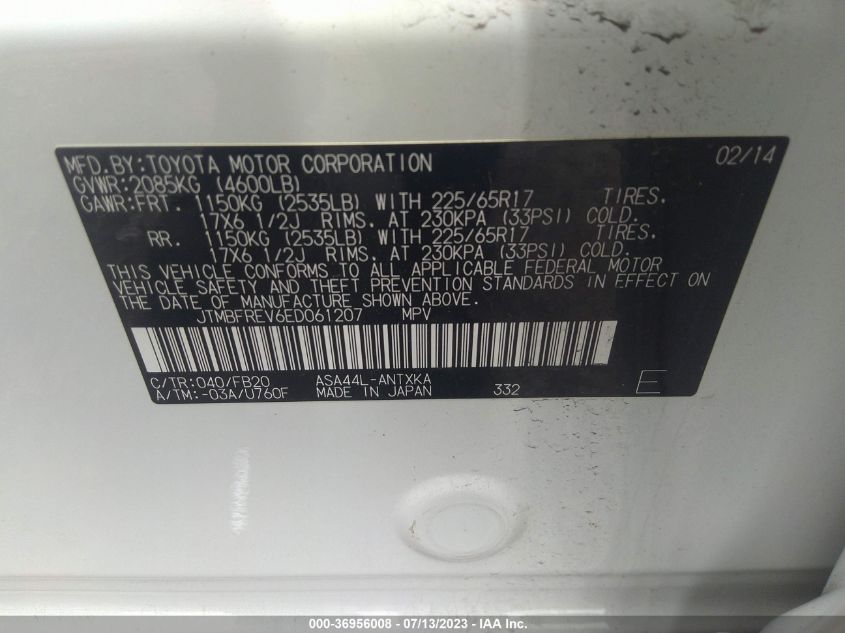 MFD.BY:TOYOTA MOTOR CORPORATION 02/14
GVWR:2085KG (4600LB)
GAWR:FRT. 1150KG (2535LB) WITH 225/65R17 TIRES.
17X6 1/2J RIMS. AT 230KPA (33PSI) COLD.
RR. 1150KG (2535LB) WITH 225/65R17 TIRES.
17X6 1/2J RIMS. AT 230KPA (33PSI) COLD.
THIS VEHICLE CONFORMS TO ALL APPLICABLE FEDERAL MOTOR
VEHICLE SAFETY AND THEFT PREVENTION STANDARDS IN EFFECT ON
THE DATE OF MANUFACTURE SHOWN ABOVE.
JTMBFREV6ED061207 MPV
C/TR:040/FB20 ASA44L-ANTXKA
A/TM:-03A/U760F MADE IN JAPAN 332 E
000-36956008 - 07/13/2023 - IAA Inc.